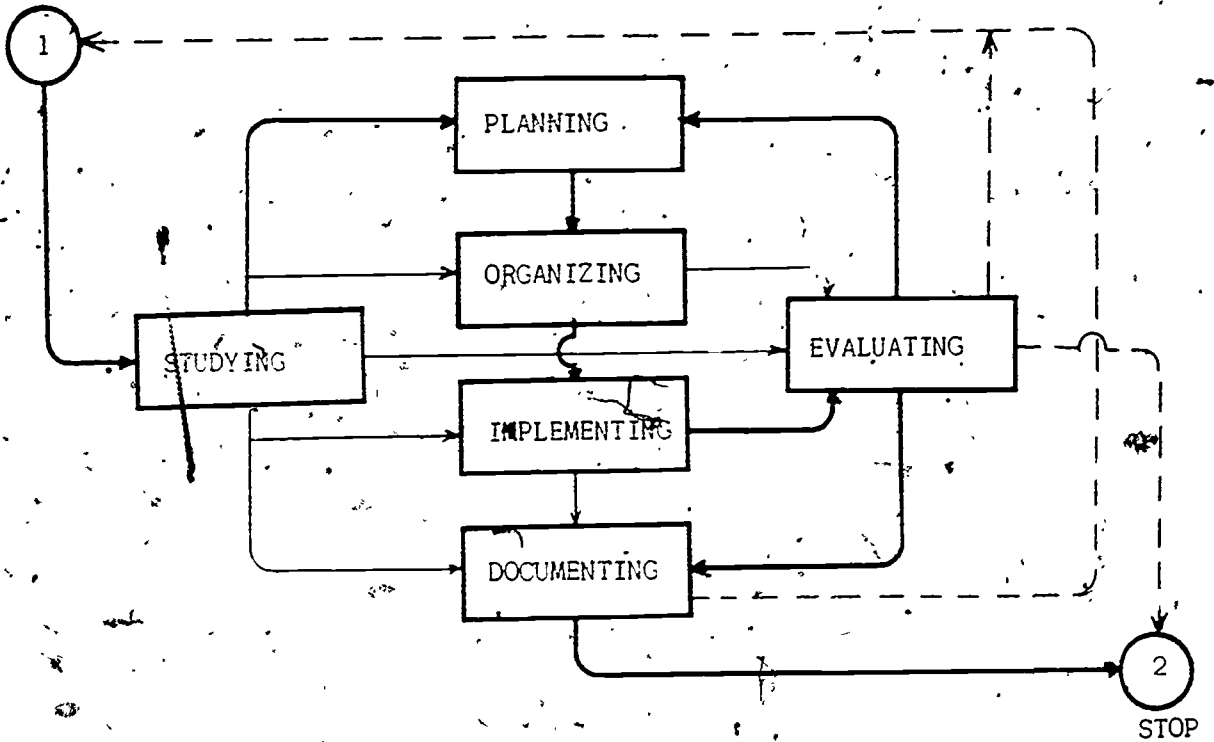 1
PLANNING
ORGANIZING
STUDYING
EVALUATING
IMPLEMENTING
DOCUMENTING
2
STOP